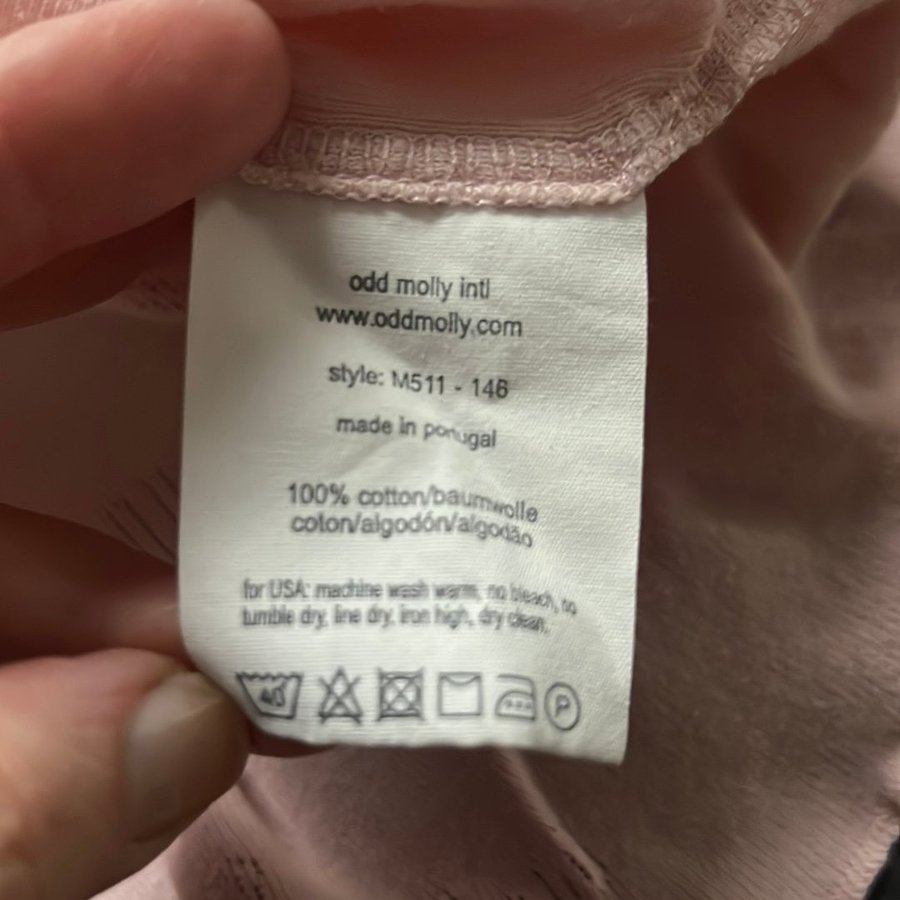 odd molly intl
www.oddmolly.com
style: M511 - 146
made in portugal
100% cotton/baumwolle
coton/algodón/algodão
for USA: machine wash warm, no bleach, no
tumble dry, line dry, iron high, dry clean.
40 P